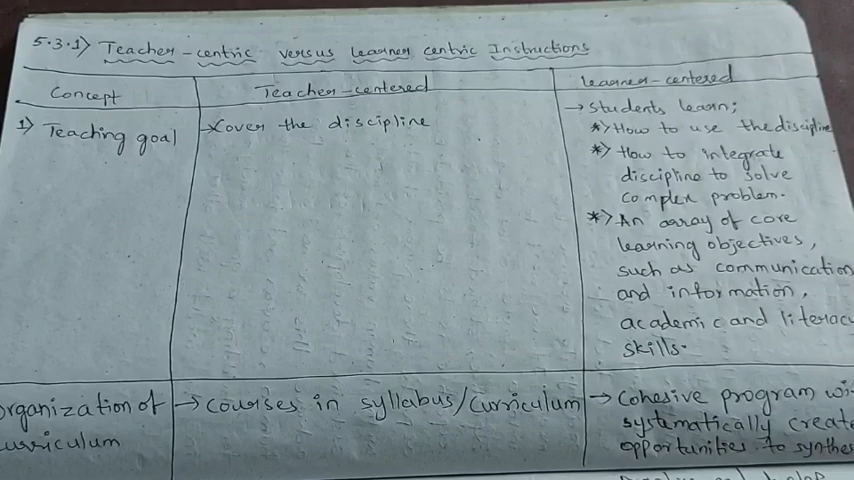 5.3.1) Teacher-centric versus learner centric Instructions
Concept
Teacher-centered
learner-centered
1) Teaching goal
→ Cover the discipline
→ Students learn;
*) How to use the discipline
*) How to integrate
discipline to solve
complex problem.
*) An array of core
learning objectives,
such as communication
and information,
academic and literacy
skills.
organization of
curriculum
→ Courses in syllabus/curriculum
→ Cohesive program wi
systematically create
opportunities to synthes